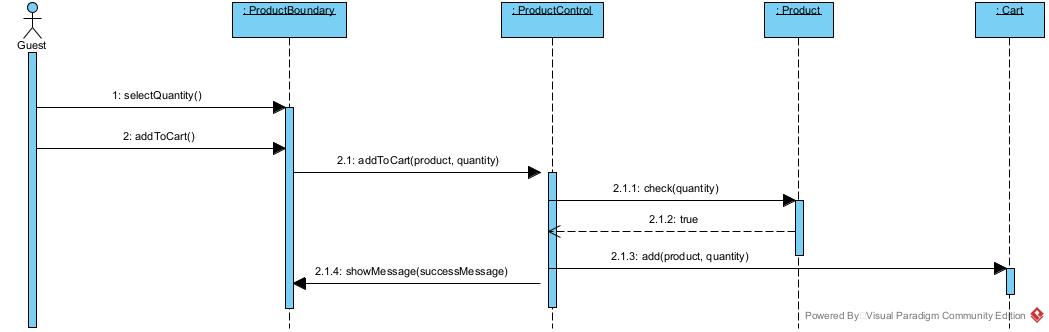 : ProductBoundary
: ProductControl
: Product
: Cart
Guest
1: selectQuantity()
2: addToCart()
2.1: addToCart(product, quantity)
2.1.1: check(quantity)
2.1.2: true
2.1.3: add(product, quantity)
2.1.4: showMessage(successMessage)
Powered By Visual Paradigm Community Edition